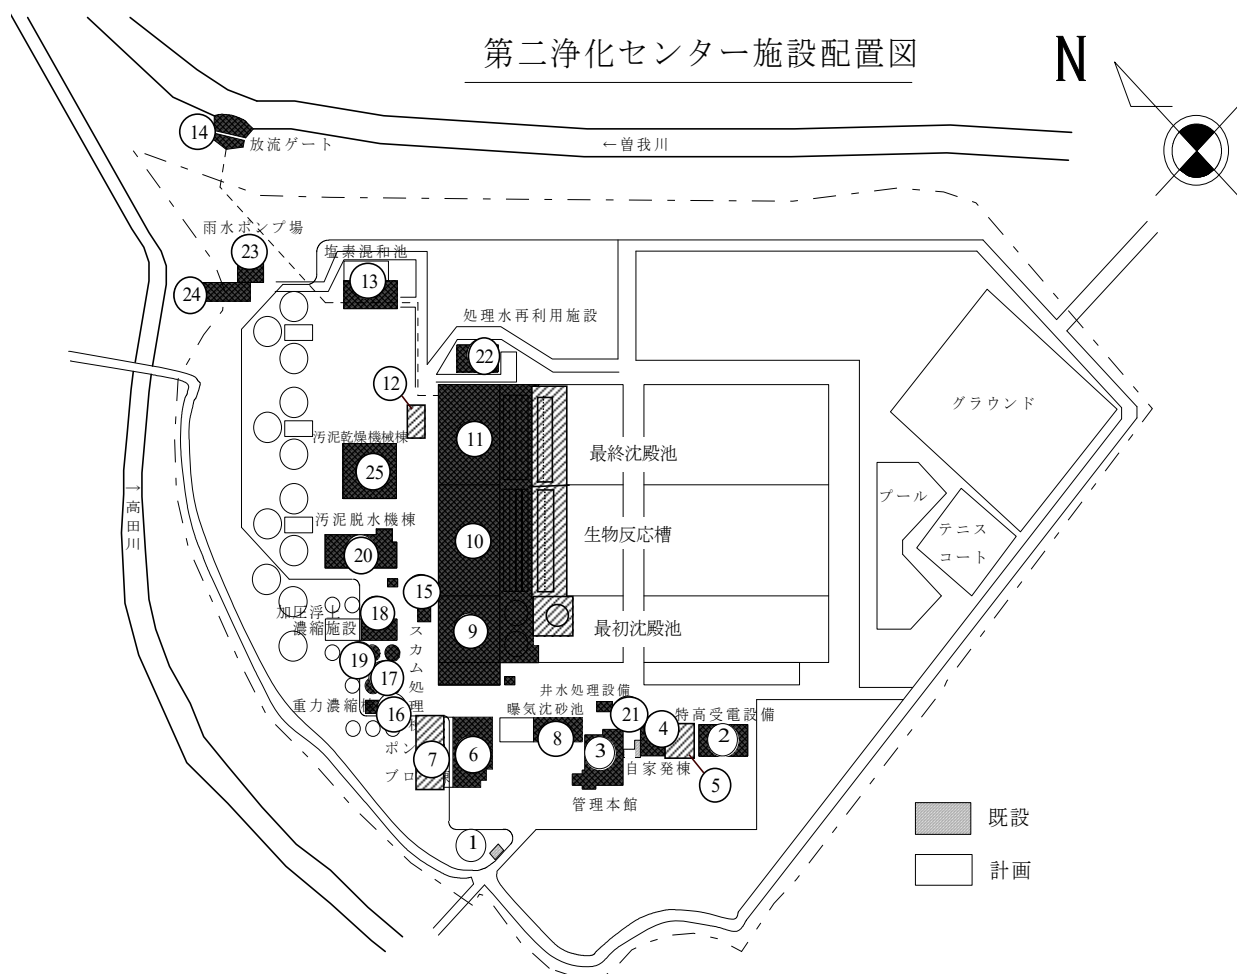 第二浄化センター施設配置図
N
14
放流ゲート
←曽我川
雨水ポンプ場
23
24
塩素混和池
13
処理水再利用施設
22
12
汚泥乾燥機械棟
25
11
最終沈殿池
グラウンド
プール
テニス
コート
→高田川
汚泥脱水機棟
20
10
生物反応槽
15
加圧浮上
濃縮施設
18
スカム処理
9
最初沈殿池
19
17
重力濃縮
16
井水処理設備
曝気沈砂池
21
特高受電設備
ポン
ブロ
7
6
8
3
4
2
自家発棟
5
管理本館
1
既設
計画